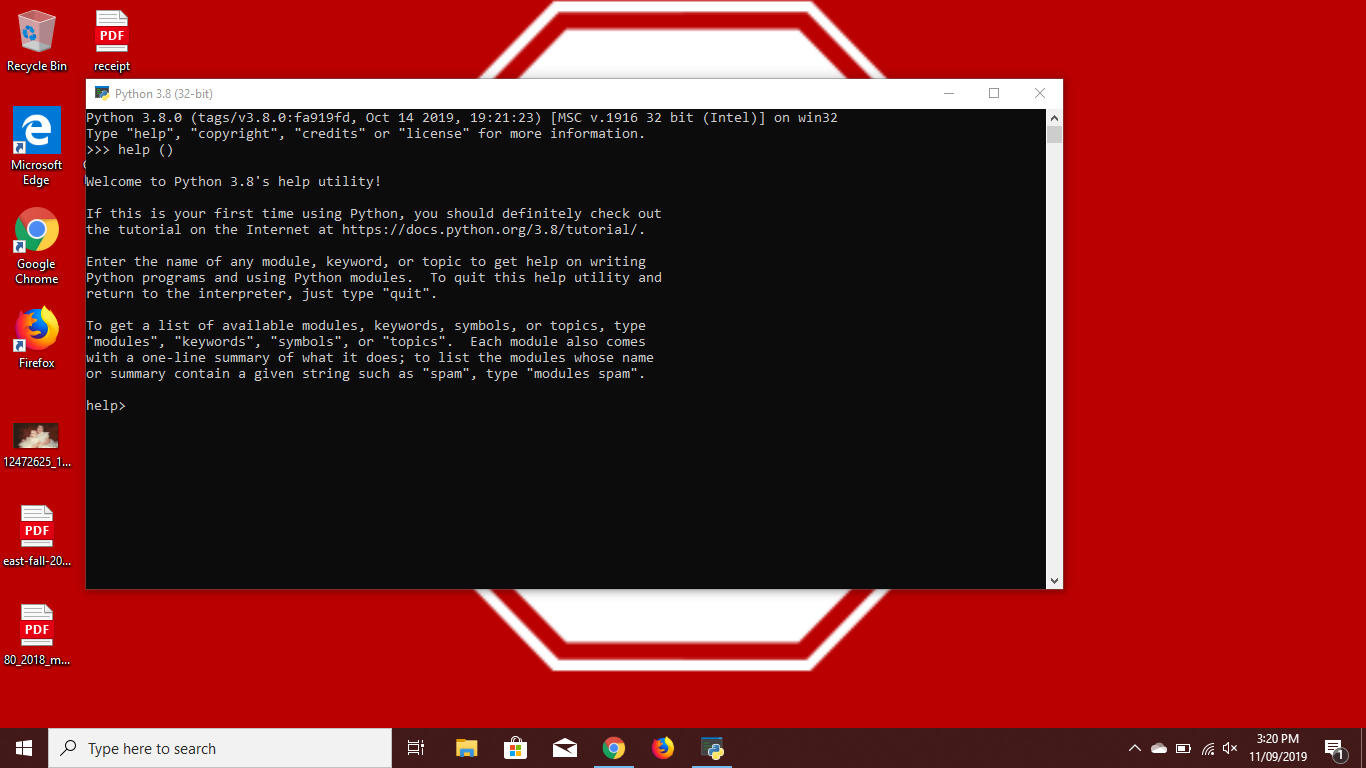 Recycle Bin
PDF
receipt
Microsoft
Edge
Google
Chrome
Firefox
12472625_1...
PDF
east-fall-20...
PDF
80_2018_m...
Python 3.8 (32-bit)
Python 3.8.0 (tags/v3.8.0:fa919fd, Oct 14 2019, 19:21:23) [MSC v.1916 32 bit (Intel)] on win32
Type "help", "copyright", "credits" or "license" for more information.
>>> help ()
Welcome to Python 3.8's help utility!
If this is your first time using Python, you should definitely check out
the tutorial on the Internet at https://docs.python.org/3.8/tutorial/.
Enter the name of any module, keyword, or topic to get help on writing
Python programs and using Python modules.  To quit this help utility and
return to the interpreter, just type "quit".
To get a list of available modules, keywords, symbols, or topics, type
"modules", "keywords", "symbols", or "topics".  Each module also comes
with a one-line summary of what it does; to list the modules whose name
or summary contain a given string such as "spam", type "modules spam".
help>
Type here to search
3:20 PM
11/09/2019
1